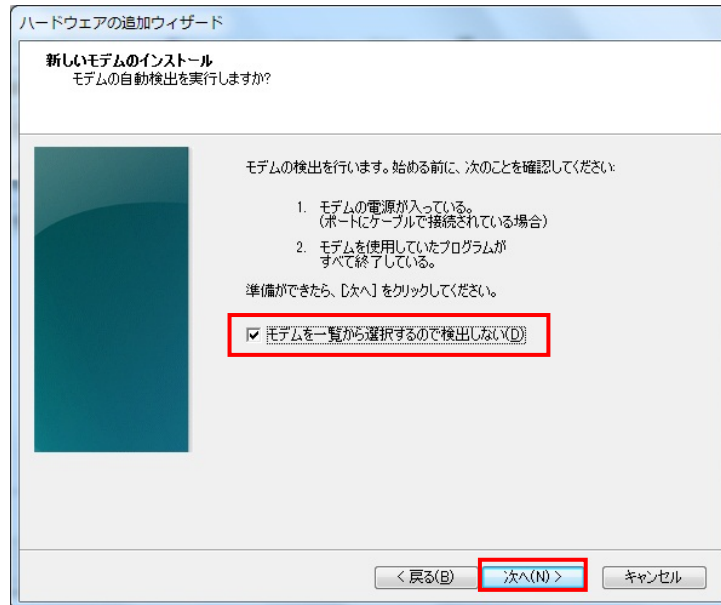 ハードウェアの追加ウィザード
新しいモデムのインストール
モデムの自動検出を実行しますか?
モデムの検出を行います。始める前に、次のことを確認してください:
1. モデムの電源が入っている。
(ポートにケーブルで接続されている場合)
2. モデムを使用していたプログラムが
すべて終了している。
準備ができたら、[次へ] をクリックしてください。
モデムを一覧から選択するので検出しない(D)
< 戻る(B) 次へ(N) > キャンセル